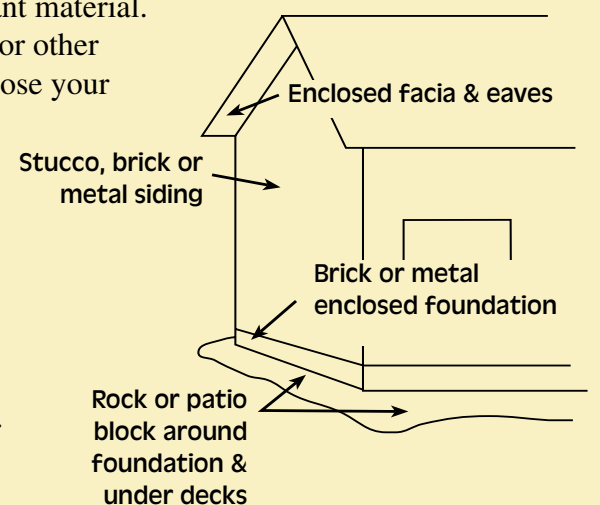 ant material.
or other
ose your
Enclosed facia & eaves
Stucco, brick or
metal siding
Brick or metal
enclosed foundation
Rock or patio
block around
foundation &
under decks